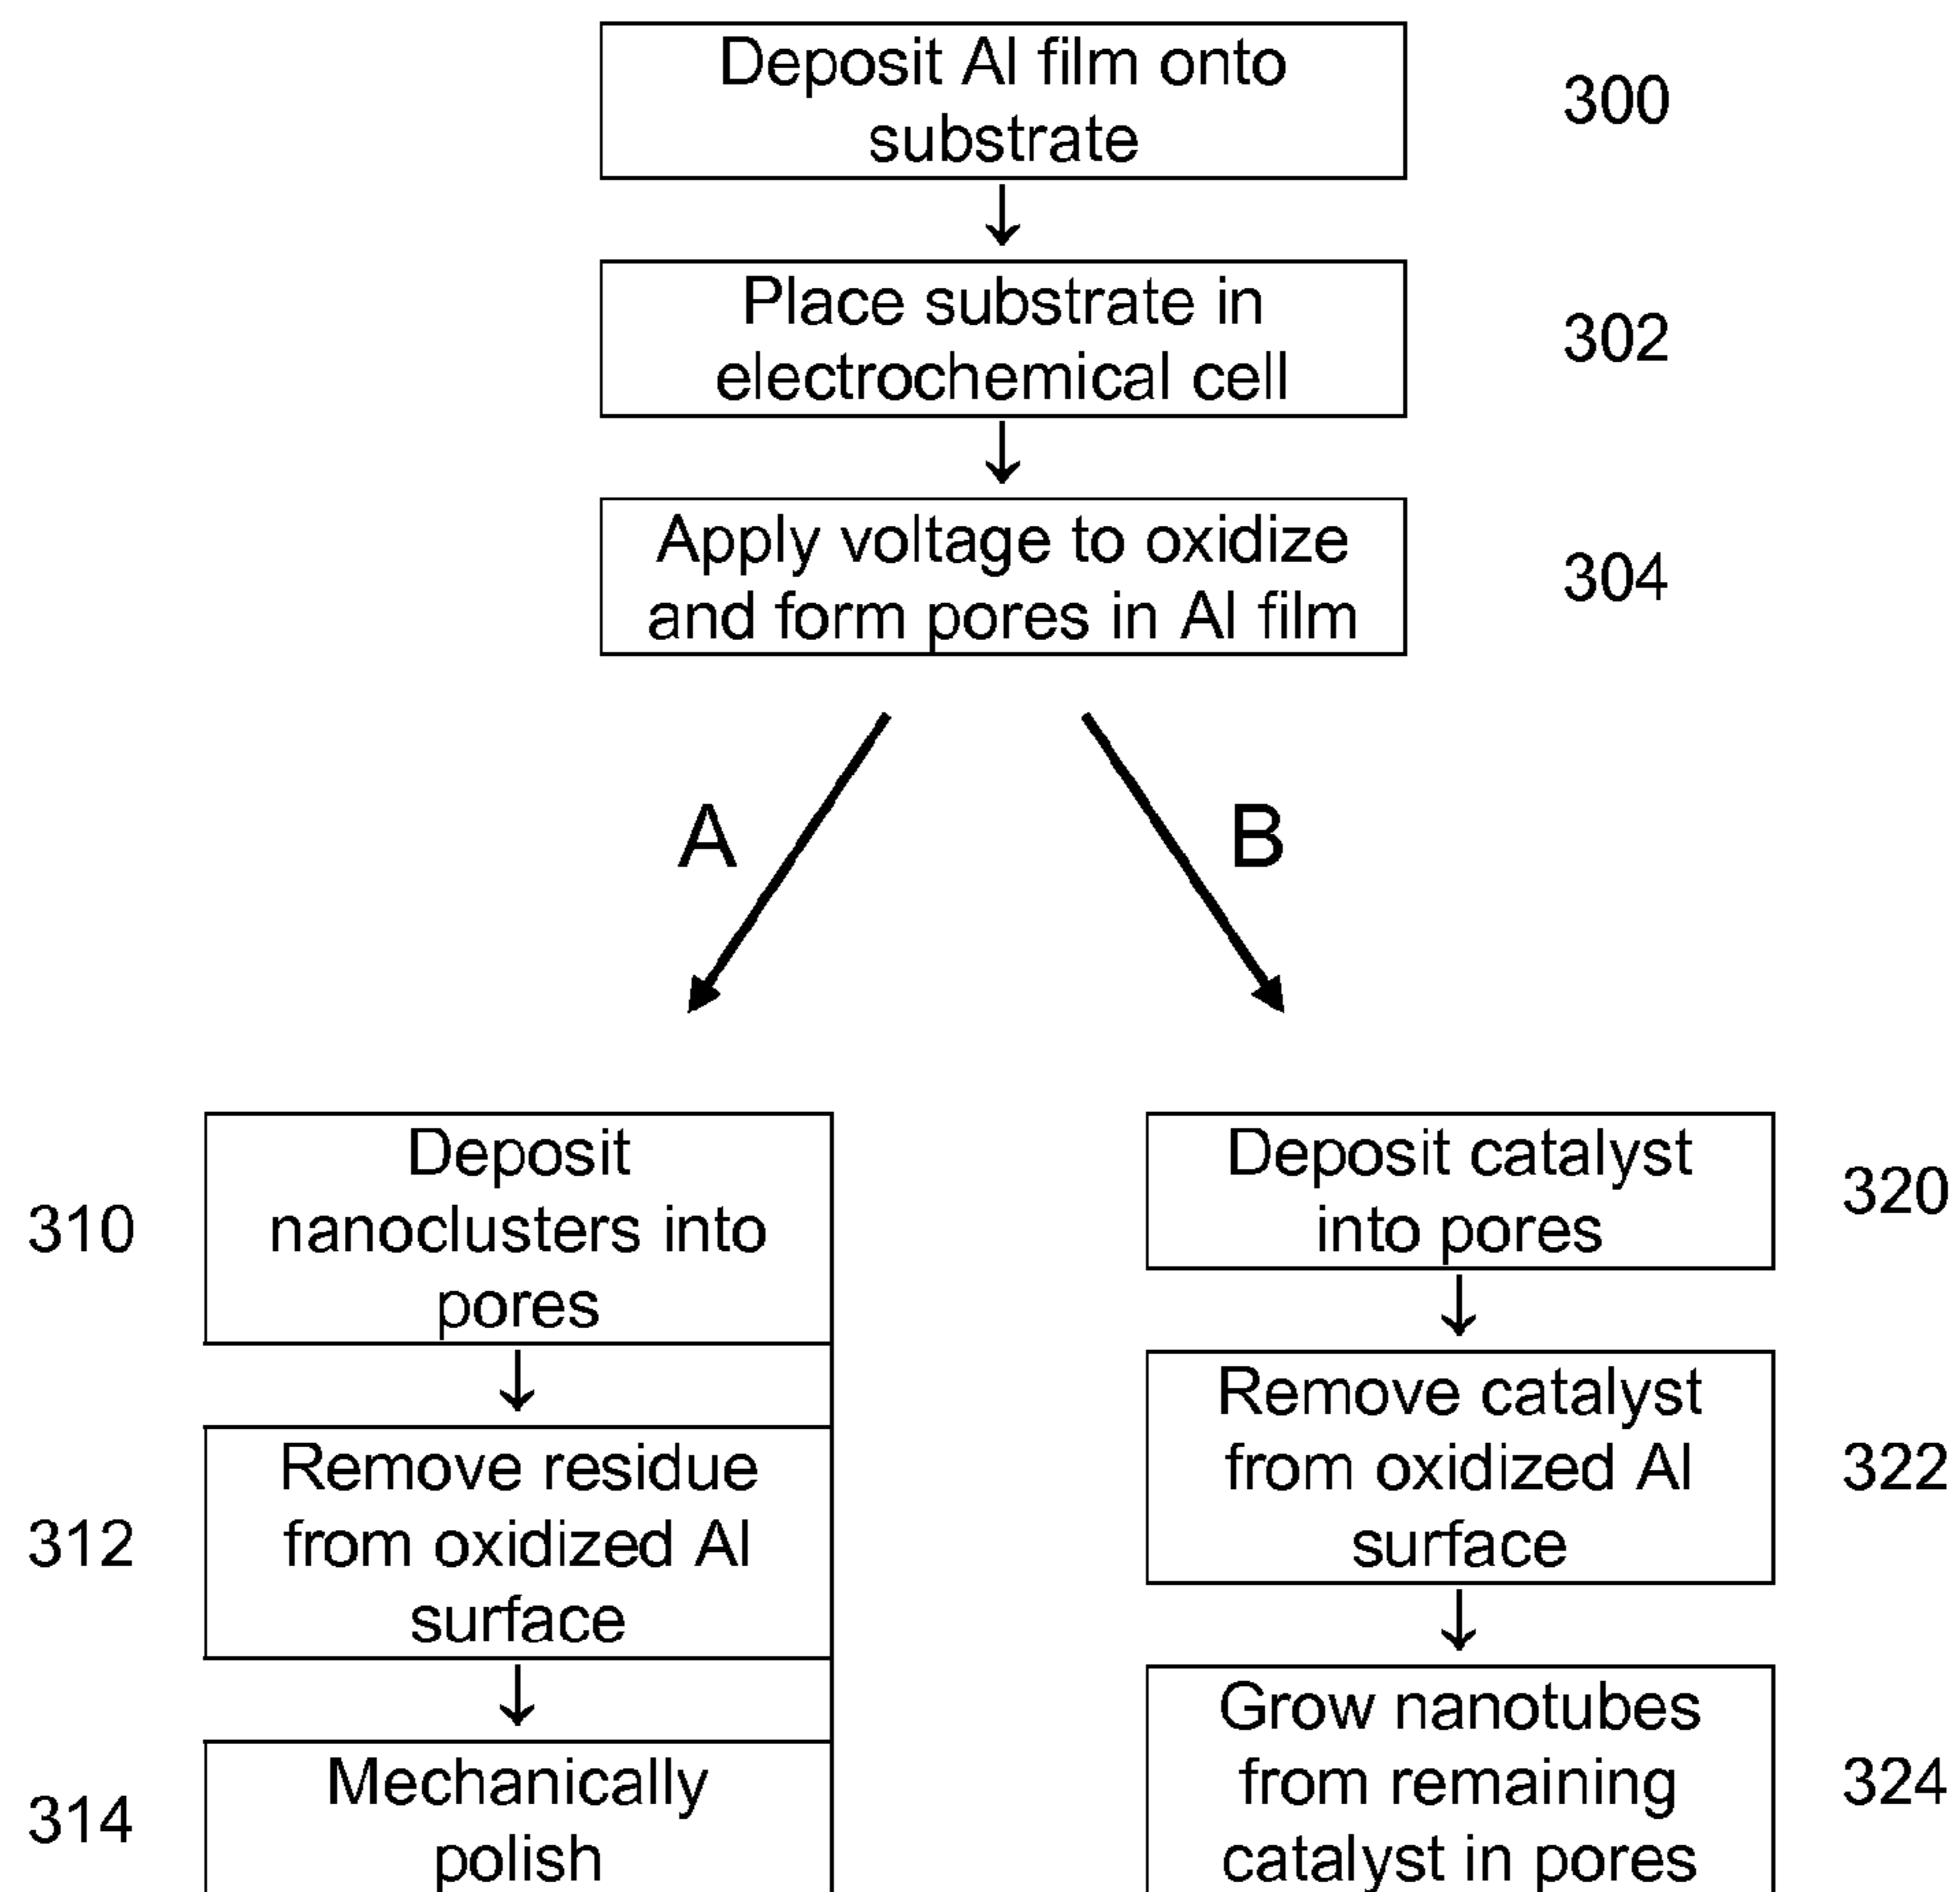 Deposit Al film onto
substrate
300
Place substrate in
electrochemical cell
302
Apply voltage to oxidize
and form pores in Al film
304
A
B
310
Deposit
nanoclusters into
pores
312
Remove residue
from oxidized Al
surface
314
Mechanically
polish
Deposit catalyst
into pores
320
Remove catalyst
from oxidized Al
surface
322
Grow nanotubes
from remaining
catalyst in pores
324